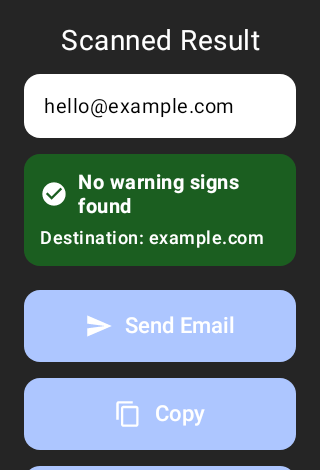 Scanned Result
hello@example.com
No warning signs
found
Destination: example.com
Send Email
Copy